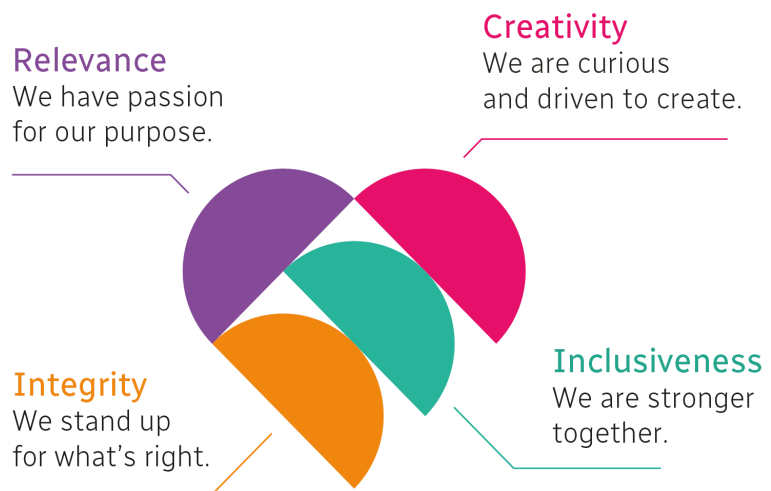 Relevance
We have passion
for our purpose.
Creativity
We are curious
and driven to create.
Integrity
We stand up
for what’s right.
Inclusiveness
We are stronger
together.